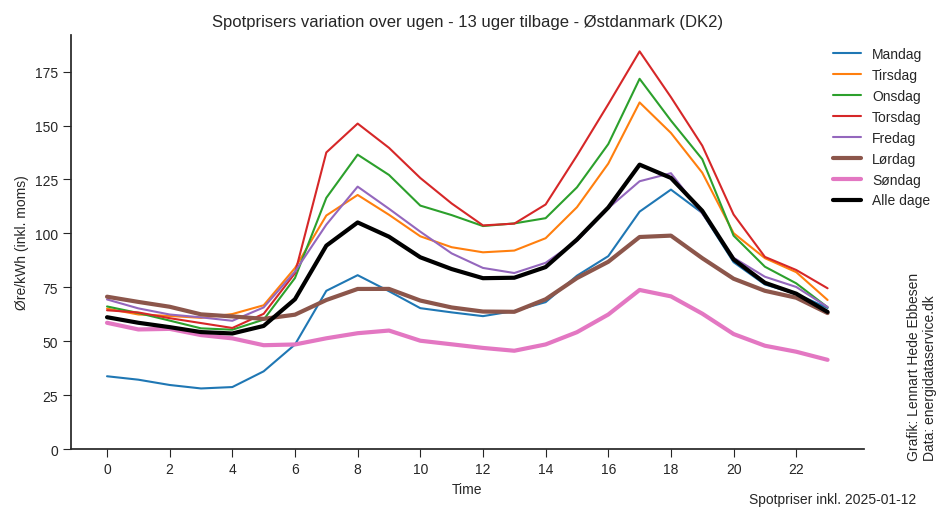 Spotprisers variation over ugen - 13 uger tilbage - Østdanmark (DK2)
Øre/kWh (inkl. moms)
175
150
125
100
75
50
25
0
0 2 4 6 8 10 12 14 16 18 20 22
Time
Mandag
Tirsdag
Onsdag
Torsdag
Fredag
Lørdag
Søndag
Alle dage
Grafik: Lennart Hede Ebbesen
Data: energidataservice.dk
Spotpriser inkl. 2025-01-12